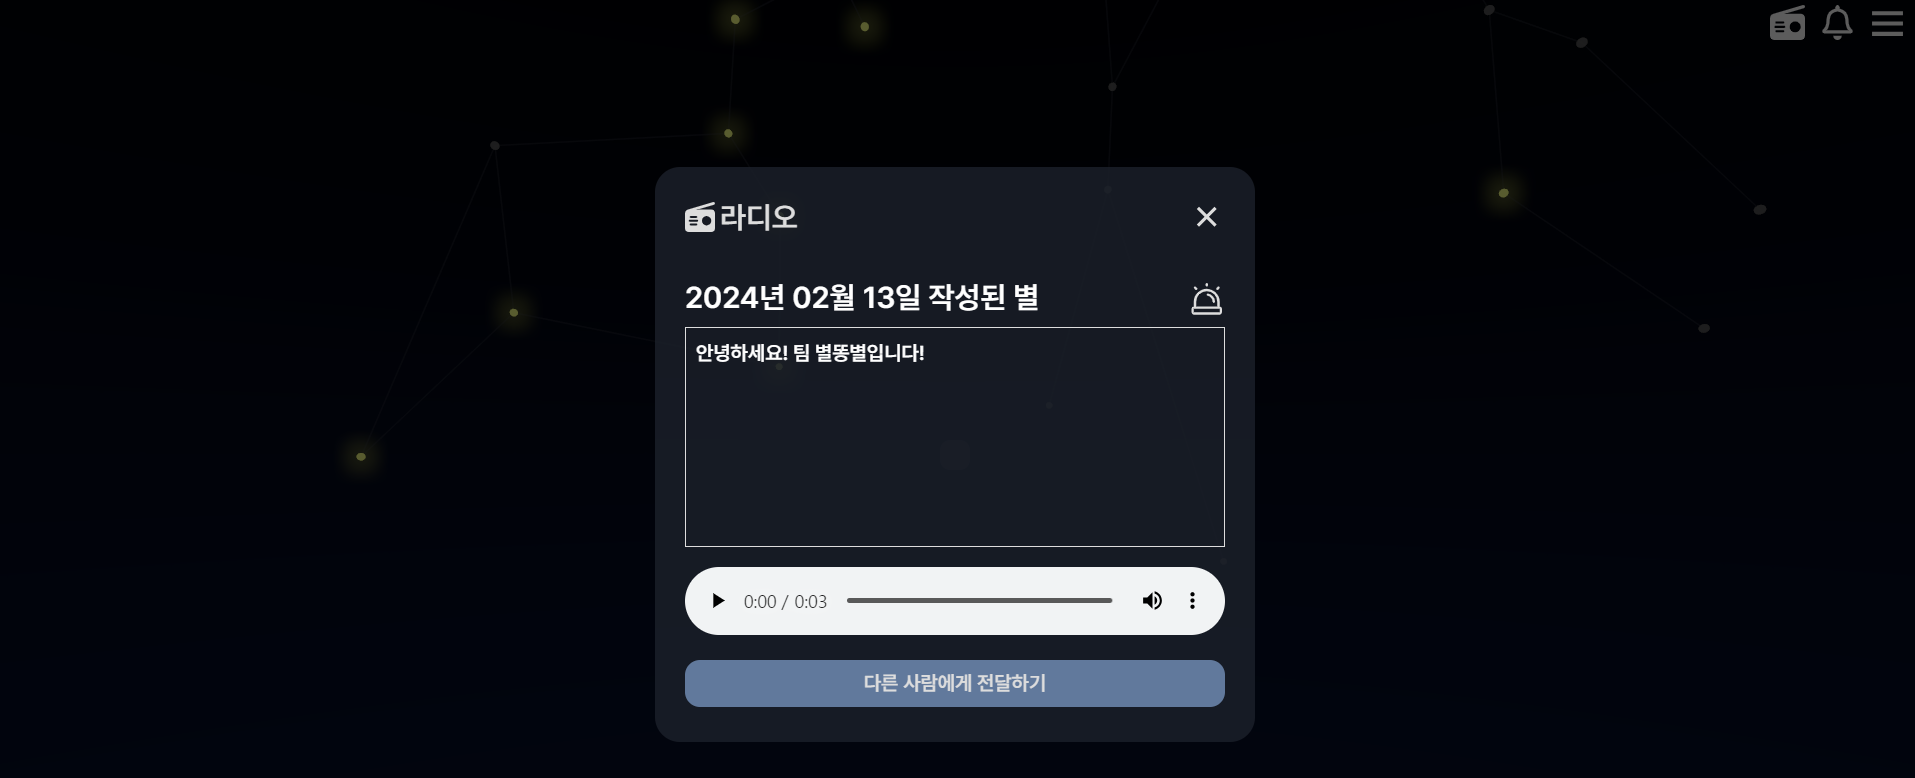 라디오
2024년 02월 13일 작성된 별
안녕하세요! 팀 별똥별입니다!
0:00 / 0:03
다른 사람에게 전달하기